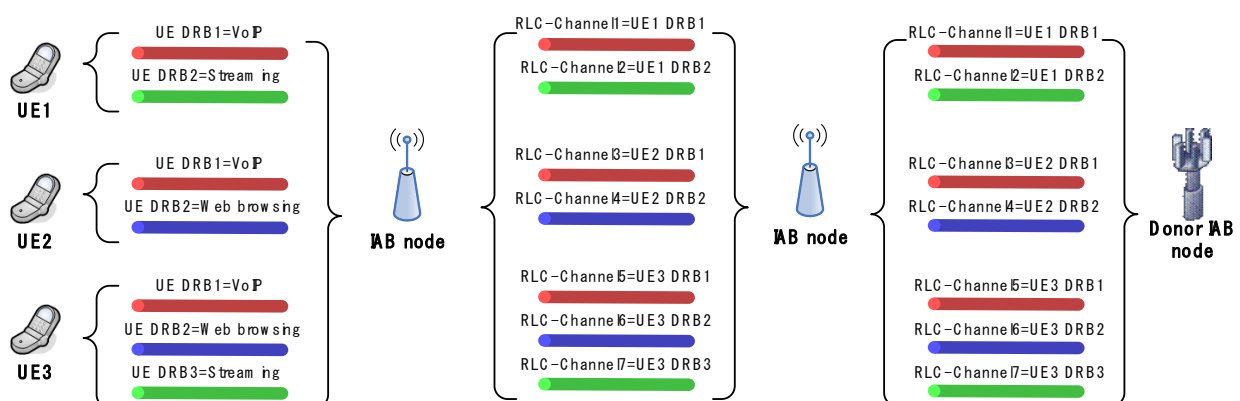 UE DRB1=VoIP
UE DRB2=Streaming
UE1
UE DRB1=VoIP
UE DRB2=Web browsing
UE2
UE DRB1=VoIP
UE DRB2=Web browsing
UE DRB3=Streaming
UE3
IAB node
RLC-Channel1=UE1 DRB1
RLC-Channel2=UE1 DRB2
RLC-Channel3=UE2 DRB1
RLC-Channel4=UE2 DRB2
RLC-Channel5=UE3 DRB1
RLC-Channel6=UE3 DRB2
RLC-Channel7=UE3 DRB3
IAB node
RLC-Channel1=UE1 DRB1
RLC-Channel2=UE1 DRB2
RLC-Channel3=UE2 DRB1
RLC-Channel4=UE2 DRB2
RLC-Channel5=UE3 DRB1
RLC-Channel6=UE3 DRB2
RLC-Channel7=UE3 DRB3
Donor IAB
node